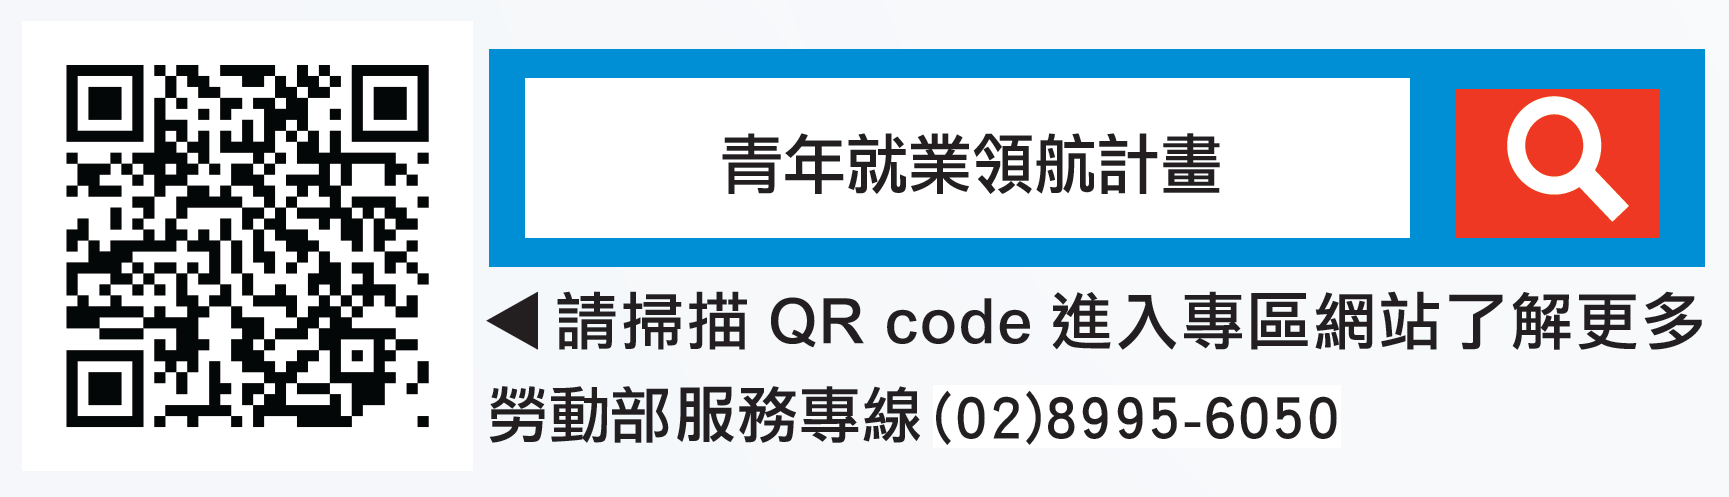 青年就業領航計畫
◀請掃描 QR code 進入專區網站了解更多
勞動部服務專線(02)8995-6050